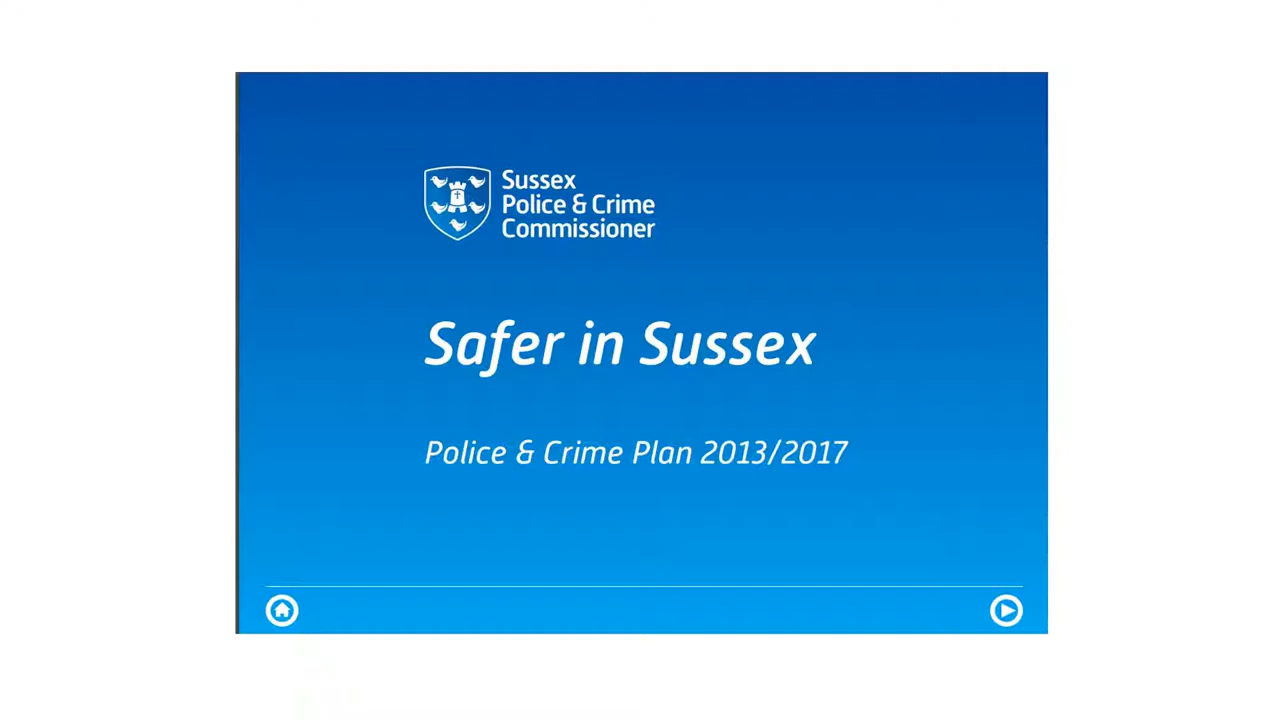 Sussex
Police & Crime
Commissioner
Safer in Sussex
Police & Crime Plan 2013/2017